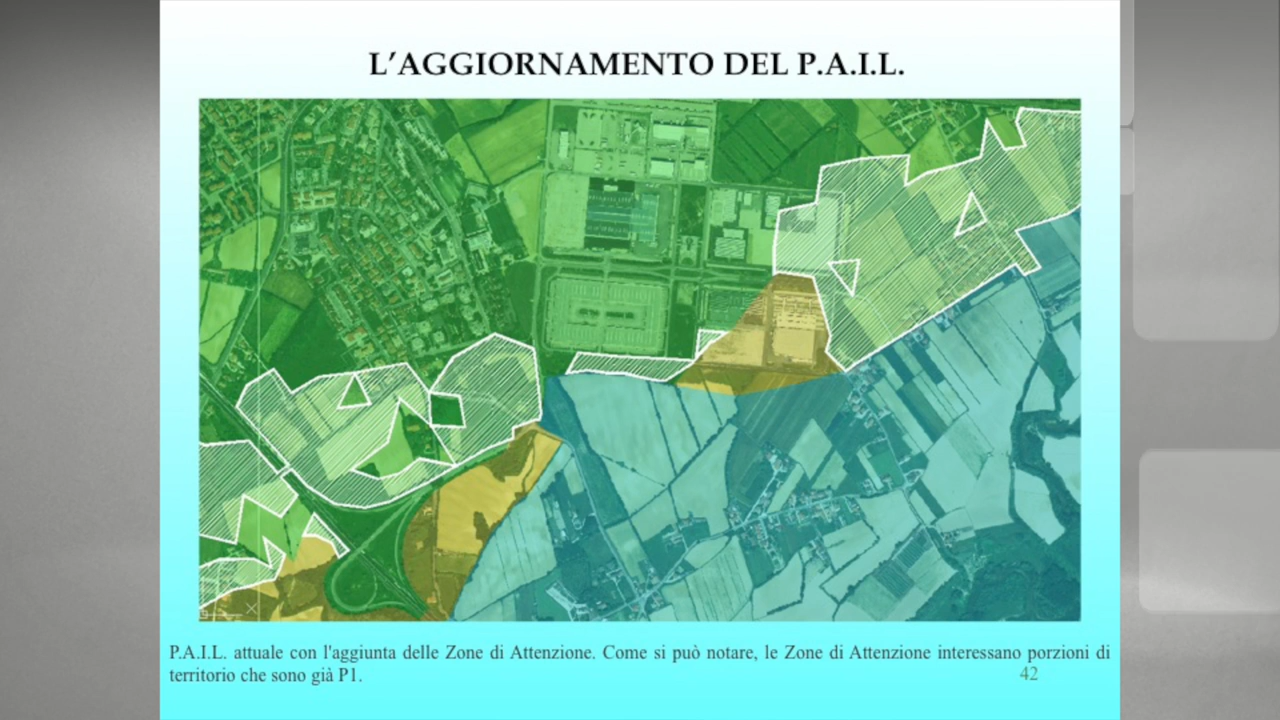 L'AGGIORNAMENTO DEL P.A.I.L.
P.A.I.L. attuale con l'aggiunta delle Zone di Attenzione. Come si può notare, le Zone di Attenzione interessano porzioni di
territorio che sono già P1.
42